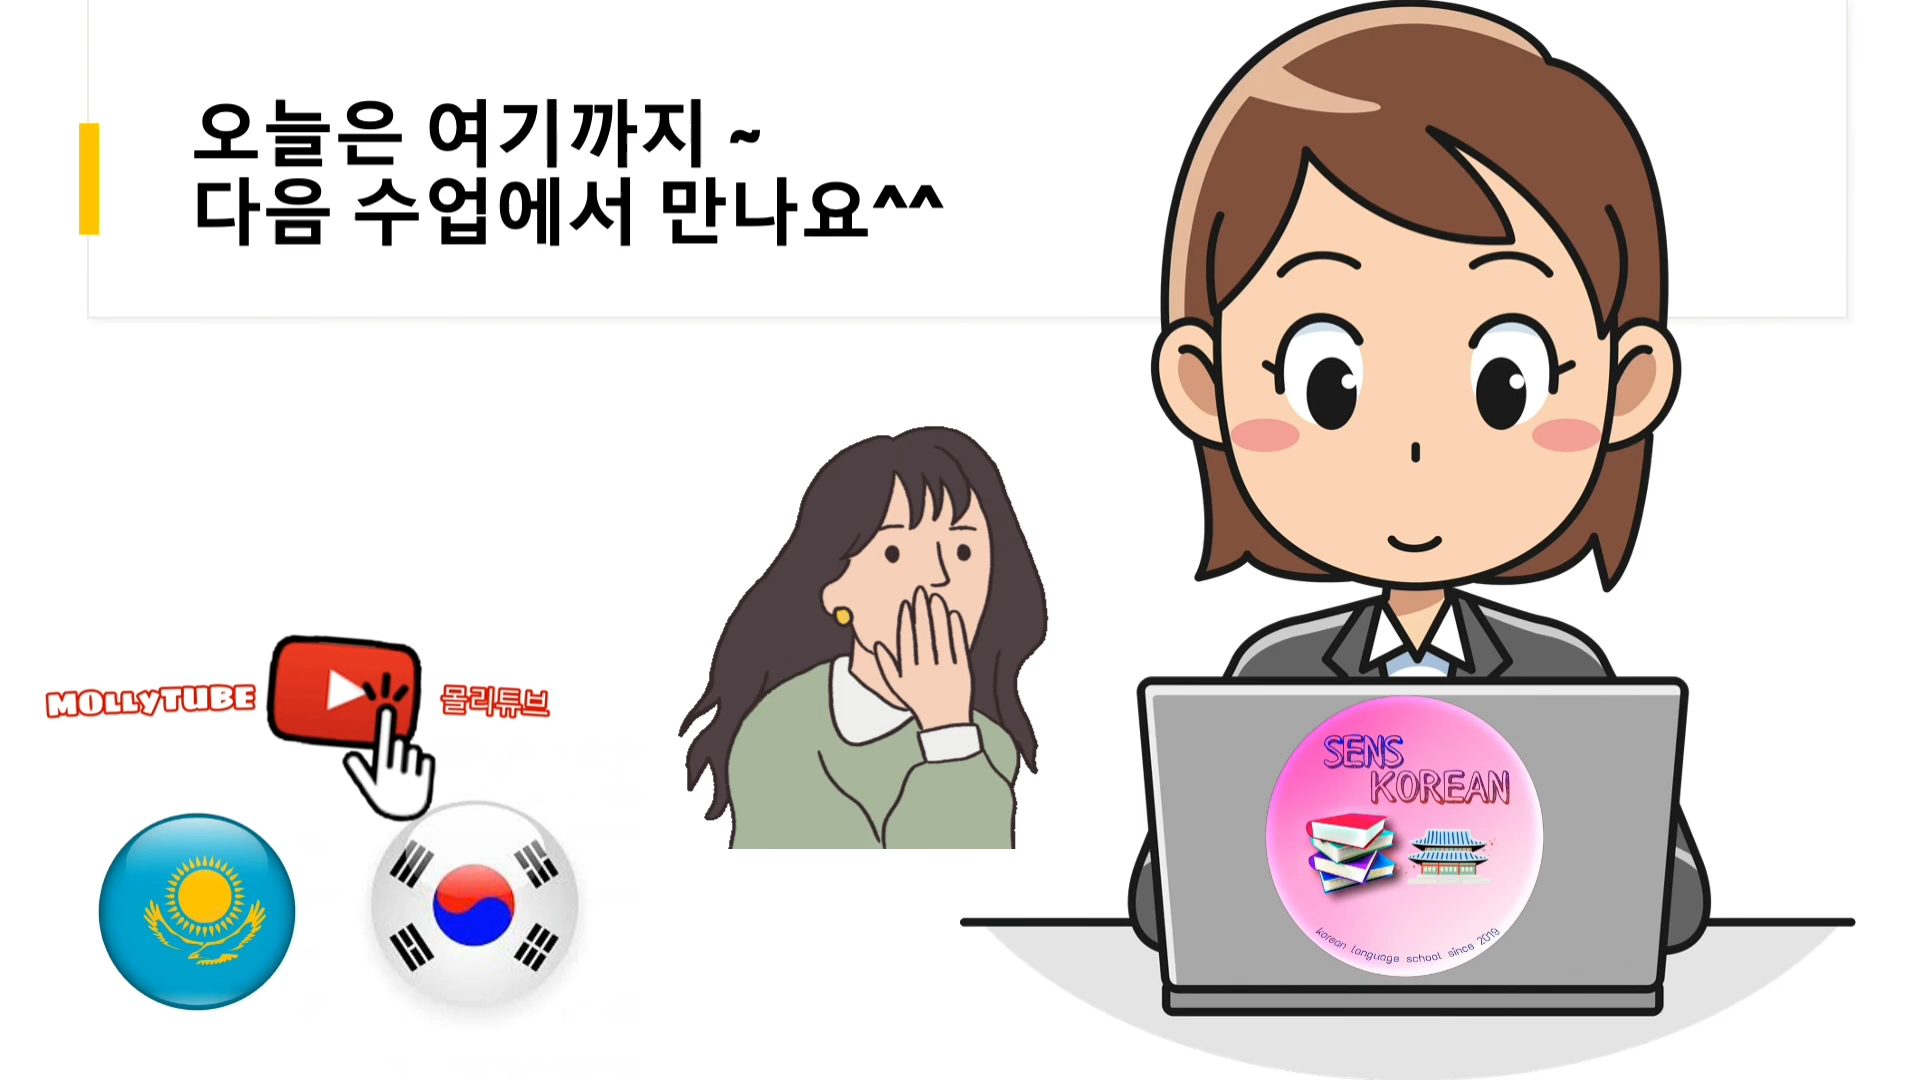 오늘은 여기까지 ~
다음 수업에서 만나요^^
MOLLYTUBE
몰리튜브
SENS
KOREAN
korean language school since 2019